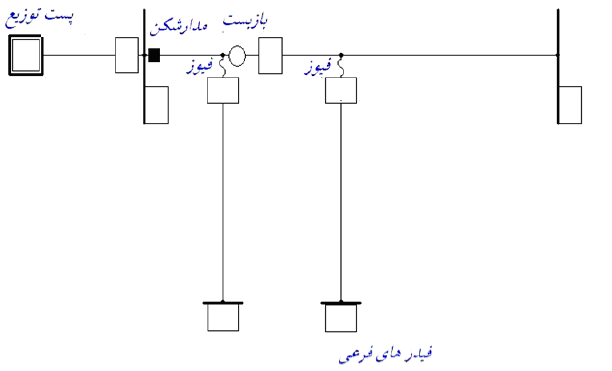 پست توزیع
مدارشکن
بازبست
فیوز
فیوز
فیدر های فرعی